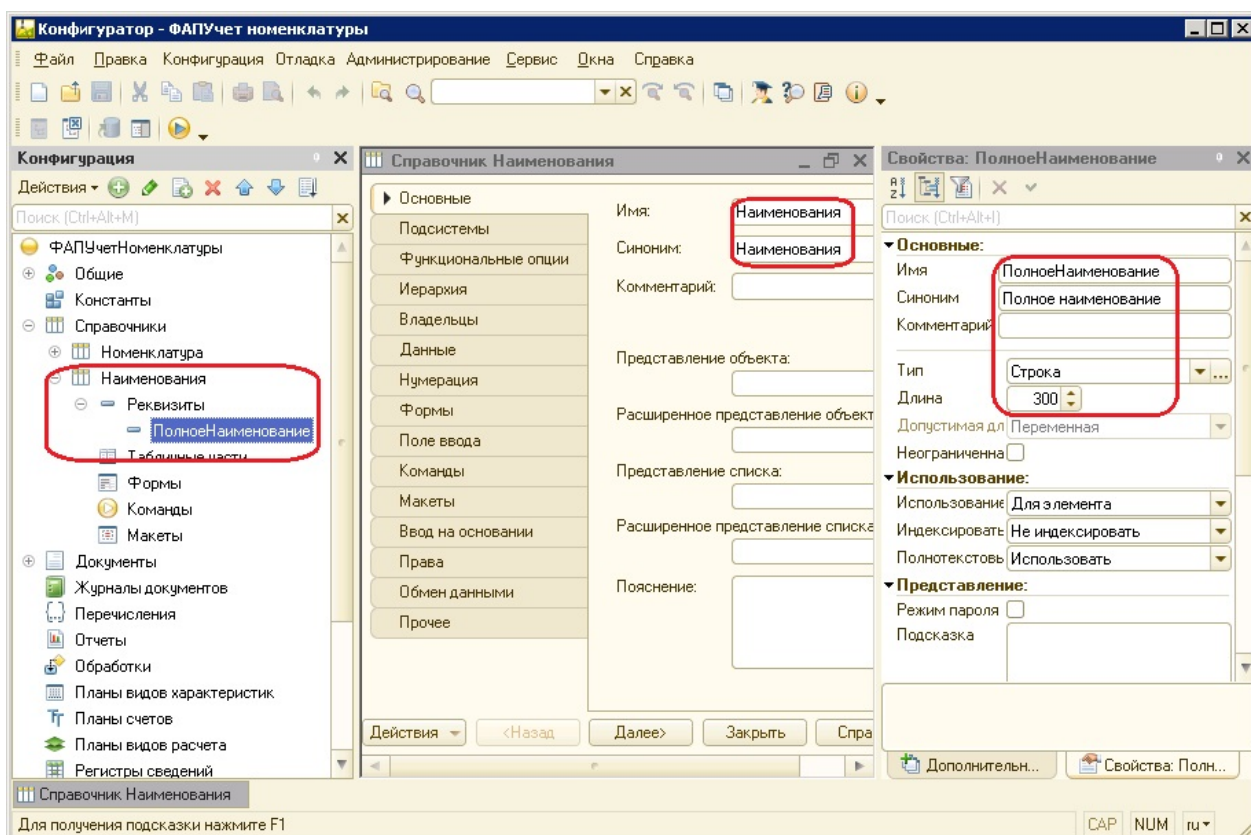 Конфигуратор - ФАПУчет номенклатуры
Файл Правка Конфигурация Отладка Администрирование Сервис Окна Справка
Конфигурация
Действия
Поиск (Ctrl+Alt+M)
ФАПУчетНоменклатуры
Общие
Константы
Справочники
Номенклатура
Наименования
Реквизиты
ПолноеНаименование
Табличные части
Формы
Команды
Макеты
Документы
Журналы документов
Перечисления
Отчеты
Обработки
Планы видов характеристик
Планы счетов
Планы видов расчета
Регистры сведений
Справочник Наименования
Основные
Подсистемы
Функциональные опции
Иерархия
Владельцы
Данные
Нумерация
Формы
Поле ввода
Команды
Макеты
Ввод на основании
Права
Обмен данными
Прочее
Имя: Наименования
Синоним: Наименования
Комментарий:
Представление объекта:
Расширенное представление объект
Представление списка:
Расширенное представление списка
Пояснение:
Действия <Назад Далее> Закрыть Спра
Свойства: ПолноеНаименование
Поиск (Ctrl+Alt+I)
Основные:
Имя ПолноеНаименование
Синоним Полное наименование
Комментарий
Тип Строка ...
Длина 300
Допустимая дл Переменная
Неограниченна
Использование:
Использование Для элемента
Индексировать Не индексировать
Полнотекстовь Использовать
Представление:
Режим пароля
Подсказка
Дополнительн... Свойства: Полн...
Справочник Наименования
Для получения подсказки нажмите F1 CAP NUM ru